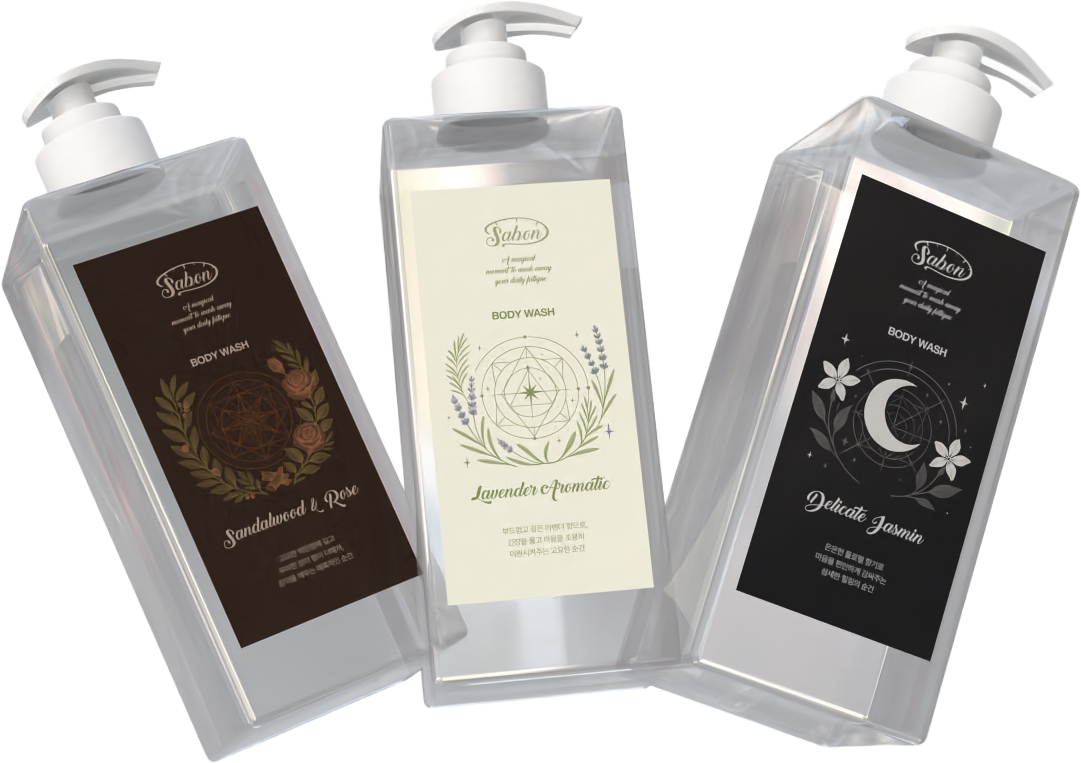 Sabon
A magical
moment to wash away
your daily fatigue
BODY WASH
Sandalwood & Rose
Sabon
A magical
moment to wash away
your daily fatigue
BODY WASH
Lavender Aromatic
부드럽고 깊은 라벤더 향으로,
긴장을 풀고 마음을 조용히
이완시켜주는 고요한 순간
Sabon
A magical
moment to wash away
your daily fatigue
BODY WASH
Delicate Jasmin
은은한 플로럴 향기로
마음을 편안하게 감싸주는
섬세한 힐링의 순간